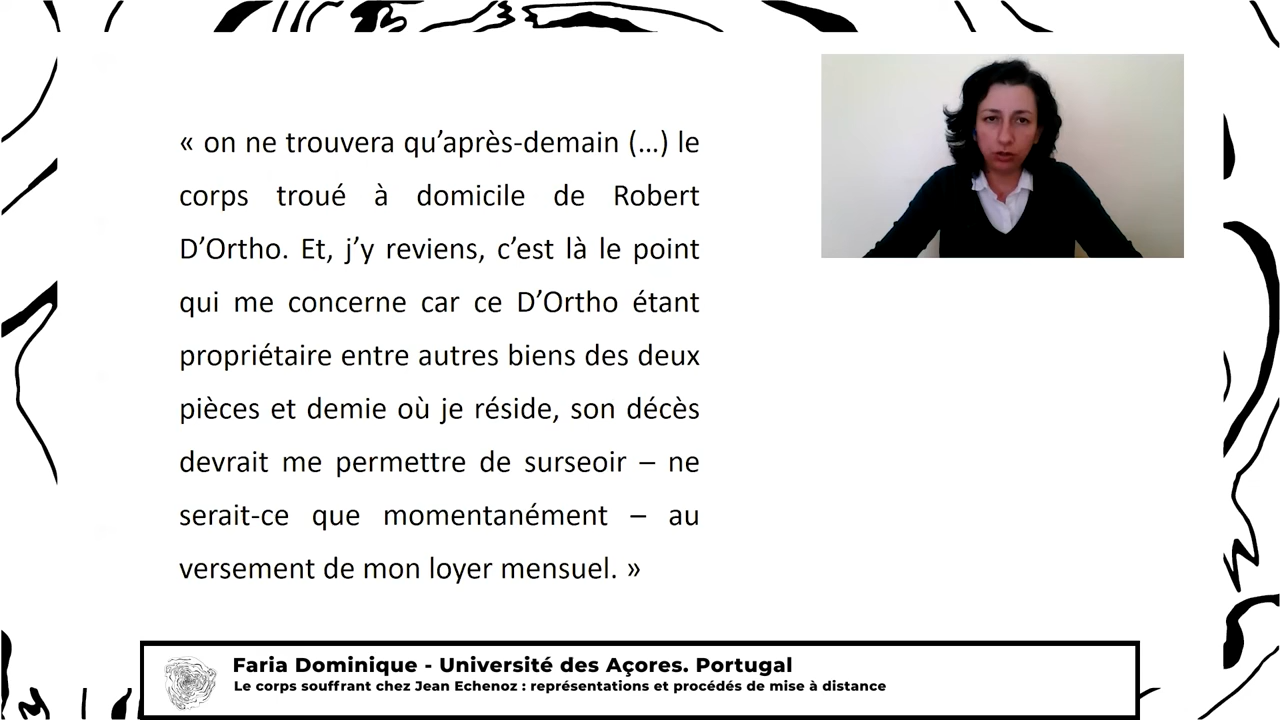 « on ne trouvera qu’après-demain (…) le
corps troué à domicile de Robert
D’Ortho. Et, j’y reviens, c’est là le point
qui me concerne car ce D’Ortho étant
propriétaire entre autres biens des deux
pièces et demie où je réside, son décès
devrait me permettre de surseoir – ne
serait-ce que momentanément – au
versement de mon loyer mensuel. »
Faria Dominique - Université des Açores. Portugal
Le corps souffrant chez Jean Echenoz : représentations et procédés de mise à distance